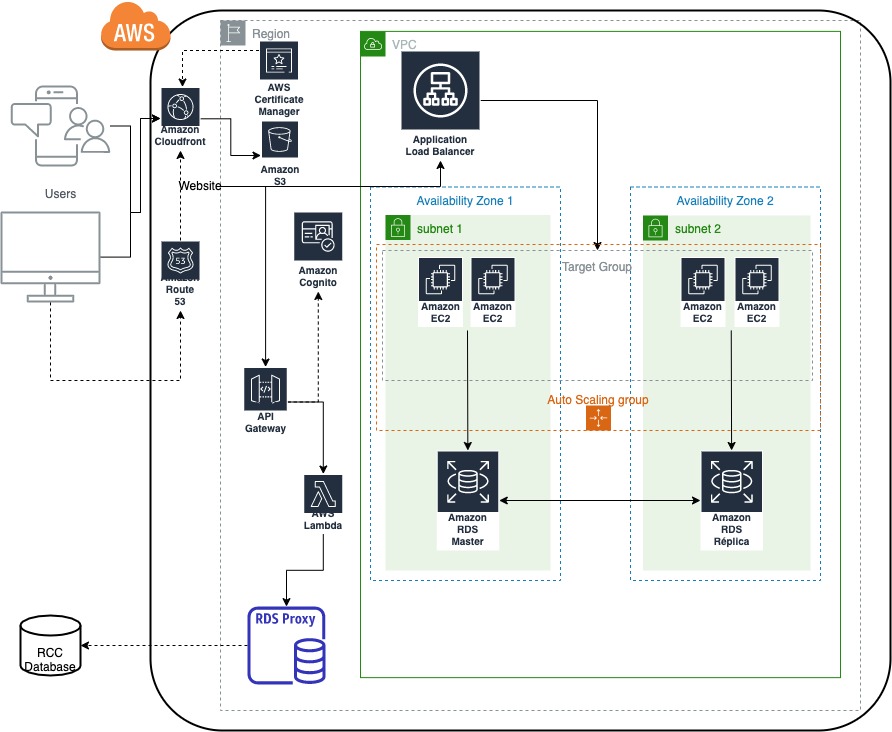 AWS
Region
VPC
AWS
Certificate
Manager
Amazon
Cloudfront
Application
Load Balancer
Amazon
S3
Users
Website
Availability Zone 1
Availability Zone 2
subnet 1
subnet 2
53
Route
53
Amazon
Cognito
Target Group
Amazon
EC2
Amazon
EC2
Amazon
EC2
Amazon
EC2
API
Gateway
Auto Scaling group
AWS
Lambda
Amazon
RDS
Master
Amazon
RDS
Réplica
RDS Proxy
RCC
Database